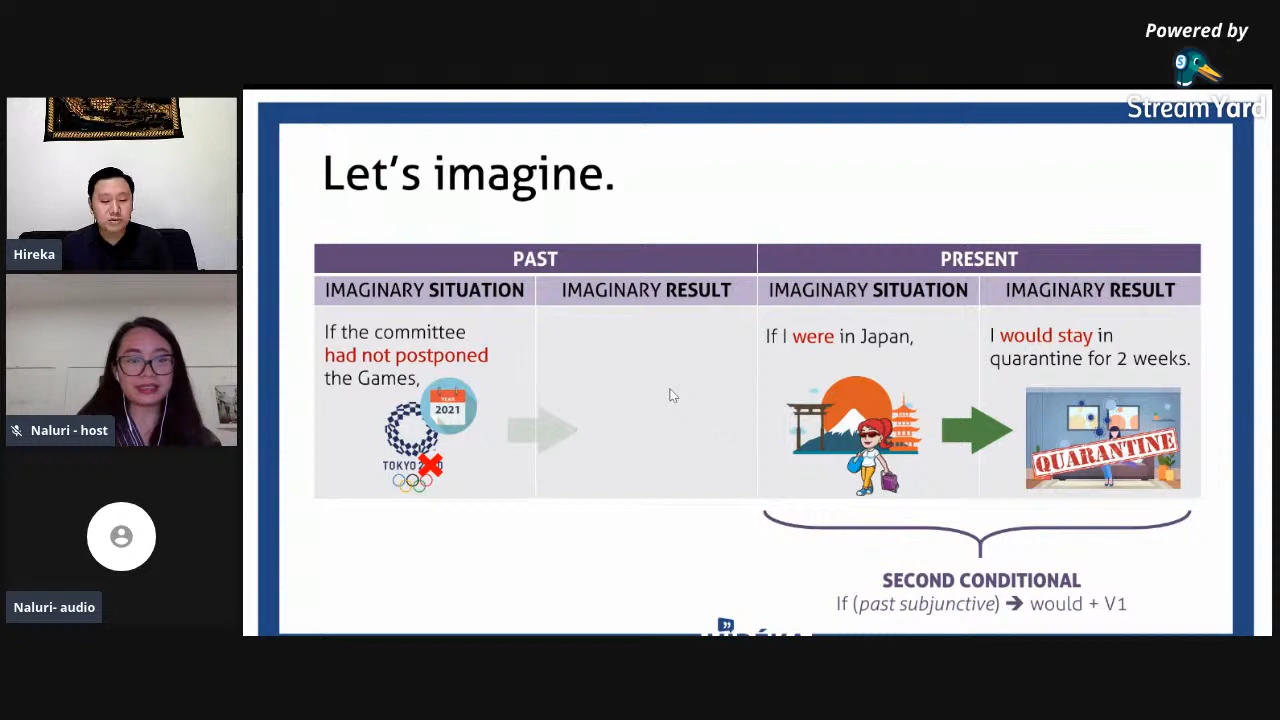 Powered by
StreamYard
Let's imagine.
PAST
PRESENT
IMAGINARY SITUATION
IMAGINARY RESULT
IMAGINARY SITUATION
IMAGINARY RESULT
If the committee
had not postponed
the Games,
YEAR
2021
TOKYO
If I were in Japan,
I would stay in
quarantine for 2 weeks.
QUARANTINE
SECOND CONDITIONAL
If (past subjunctive) ➔ would + V1
Hireka
Naluri - host
Naluri- audio